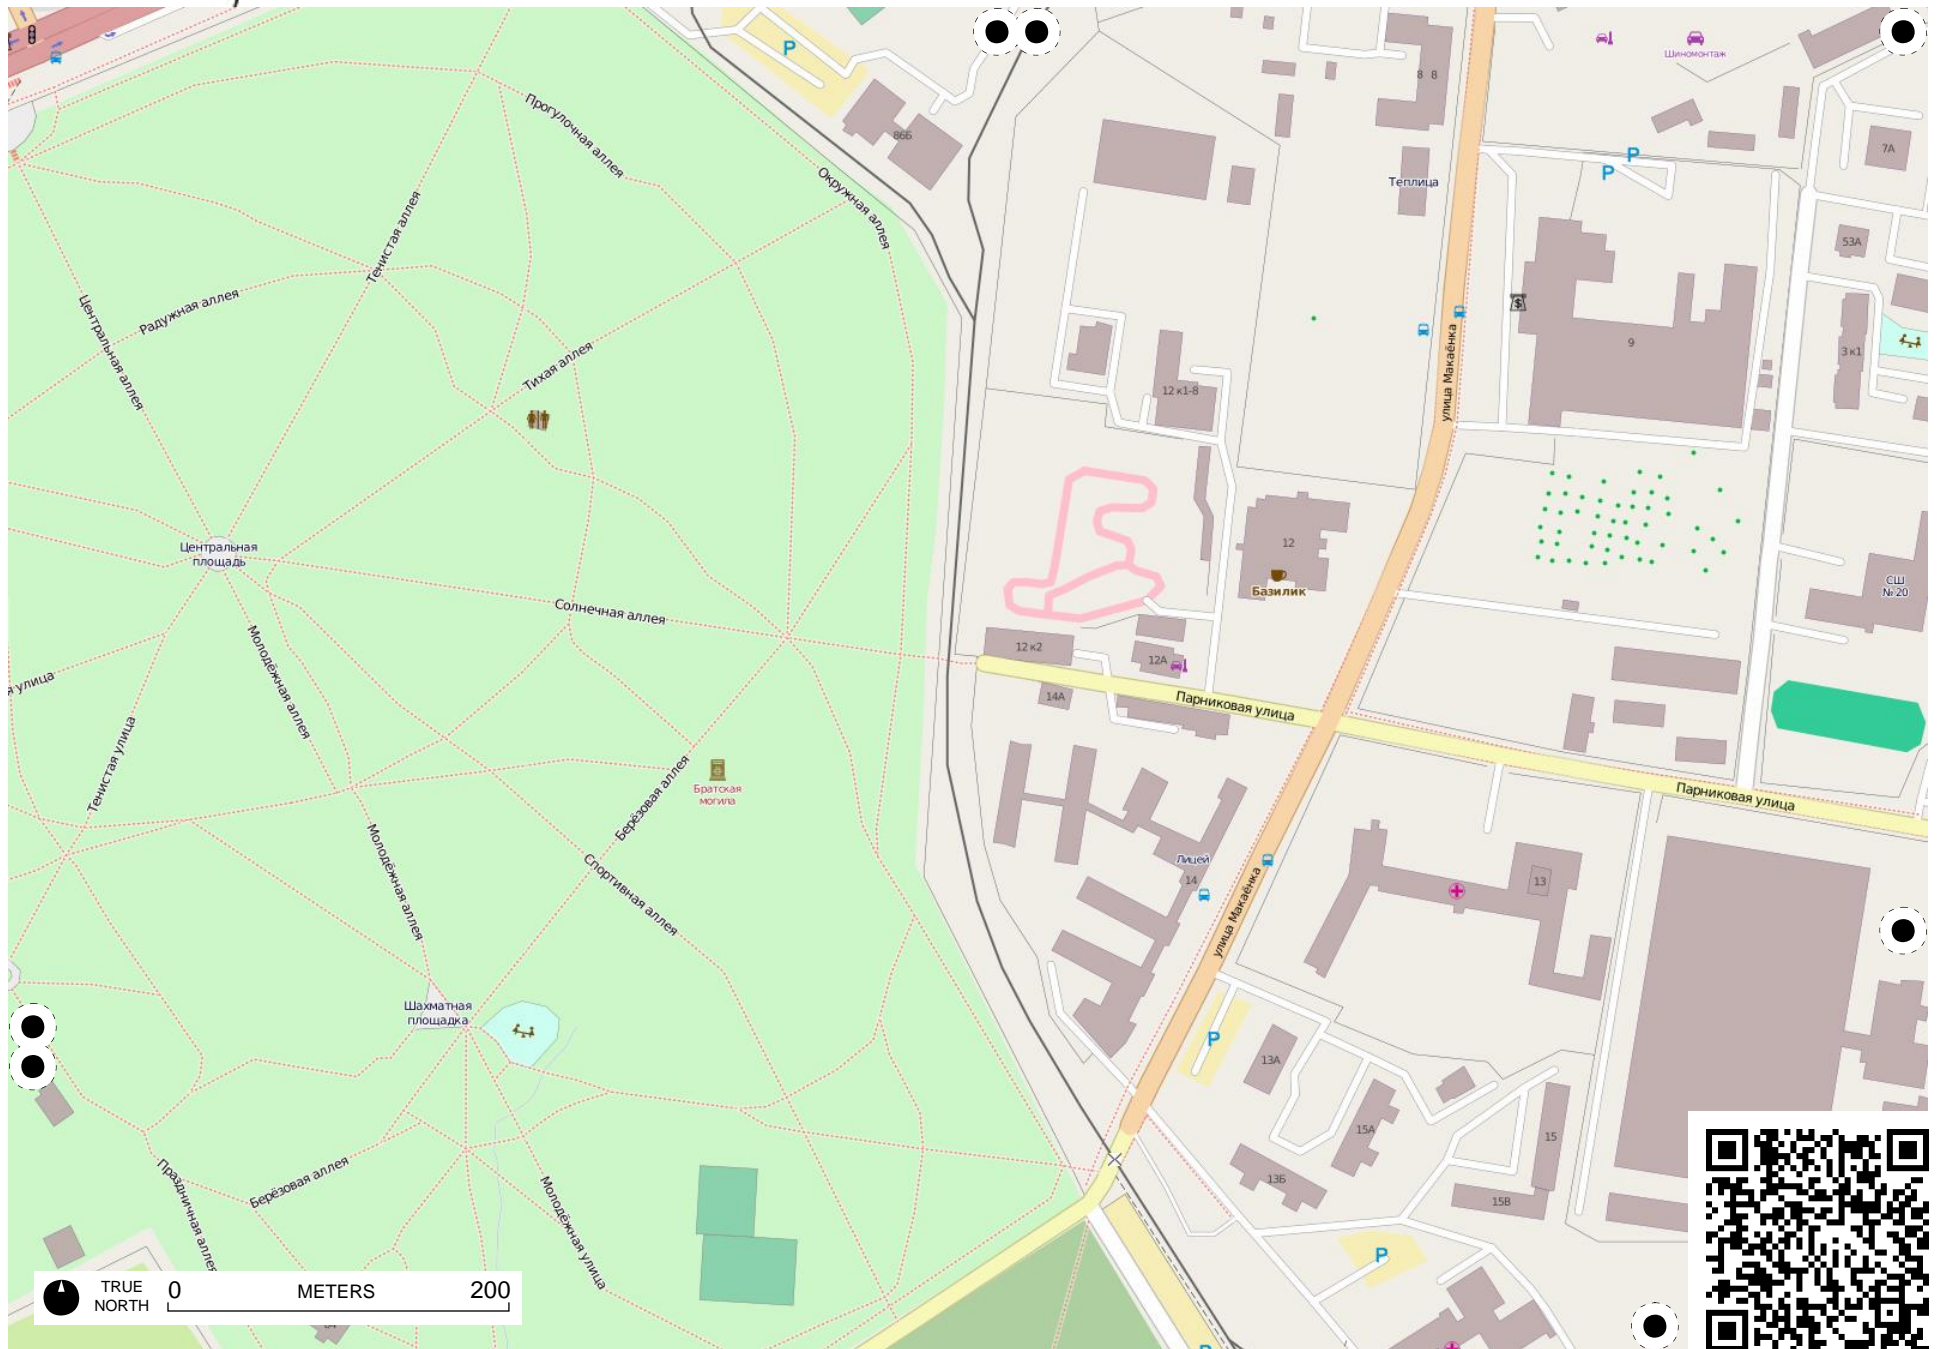 P
Шиномонтаж
8 8
86Б
Прогулочная аллея
Окружная аллея
7А
P
P
Теплица
Тенистая аллея
53А
Центральная аллея
Радужная аллея
$
9
3 к1
улица Макаёнка
Тихая аллея
12 к1-8
Центральная
площадь
12
Базилик
СШ
№ 20
Солнечная аллея
Молодёжная аллея
12 к2
12А
я улица
14А
Парниковая улица
Тенистая улица
Братская
могила
Берёзовая аллея
Парниковая улица
Молодёжная аллея
Спортивная аллея
Лицей
14
13
улица Макаёнка
Шахматная
площадка
P
13А
15А
15
13Б
15В
Праздничная аллея
Берёзовая аллея
Молодёжная улица
P
TRUE
NORTH
0 METERS 200